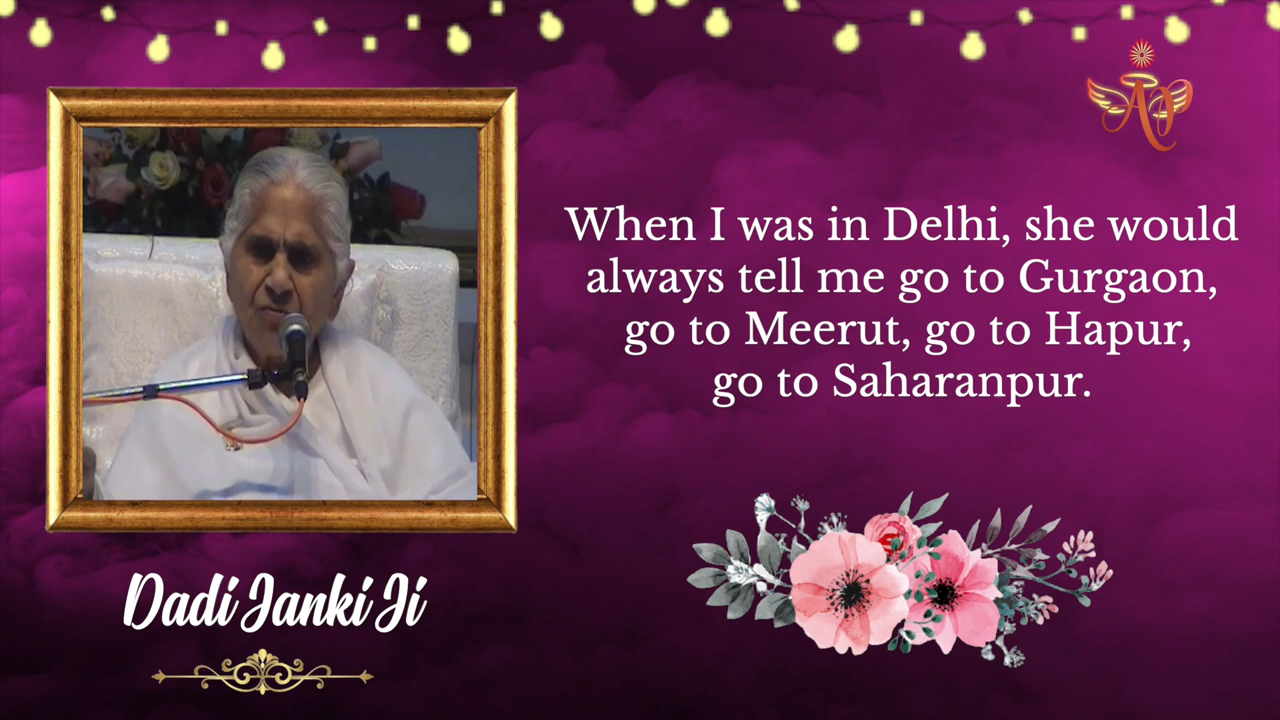 When I was in Delhi, she would
always tell me go to Gurgaon,
go to Meerut, go to Hapur,
go to Saharanpur.
Dadi Janki Ji